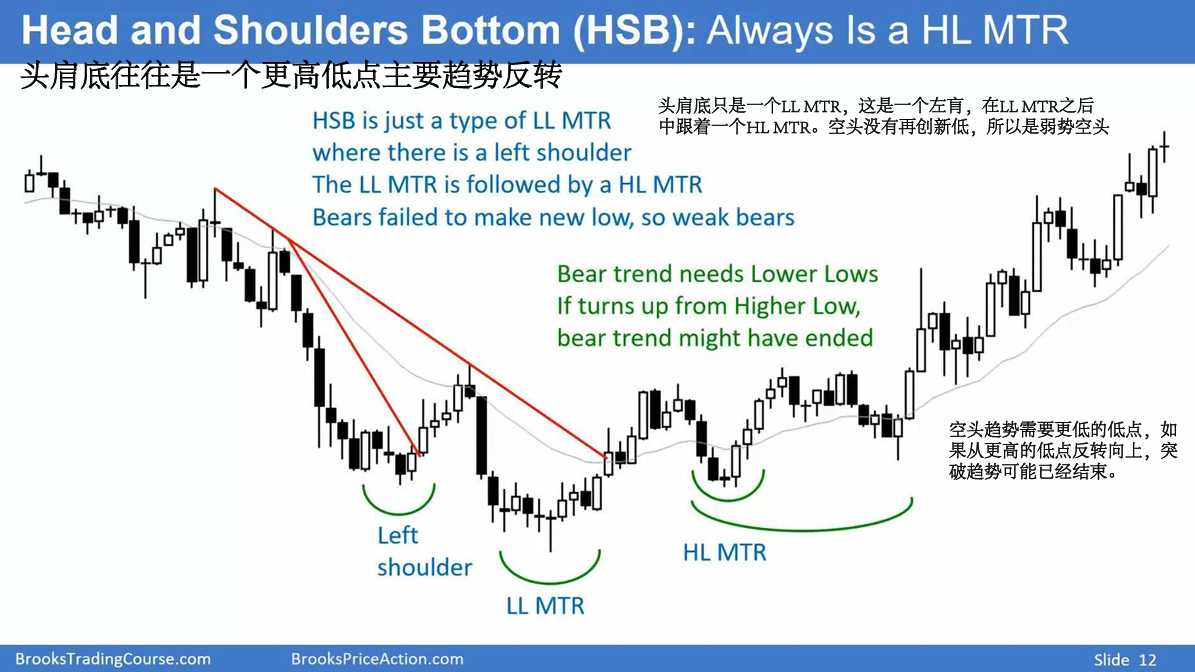 Head and Shoulders Bottom (HSB): Always Is a HL MTR
头肩底往往是一个更高低点主要趋势反转
HSB is just a type of LL MTR
where there is a left shoulder
The LL MTR is followed by a HL MTR
Bears failed to make new low, so weak bears
头肩底只是一个LL MTR，这是一个左肓，在LL MTR之后
中跟着一个HL MTR。空头没有再创新低，所以是弱势空头
Bear trend needs Lower Lows
If turns up from Higher Low,
bear trend might have ended
空头趋势需要更低的低点，如
果从更高的低点反转向上，突
破趋势可能已经结束。
Left
shoulder
LL MTR
HL MTR
BrooksTradingCourse.com
BrooksPriceAction.com
Slide 12